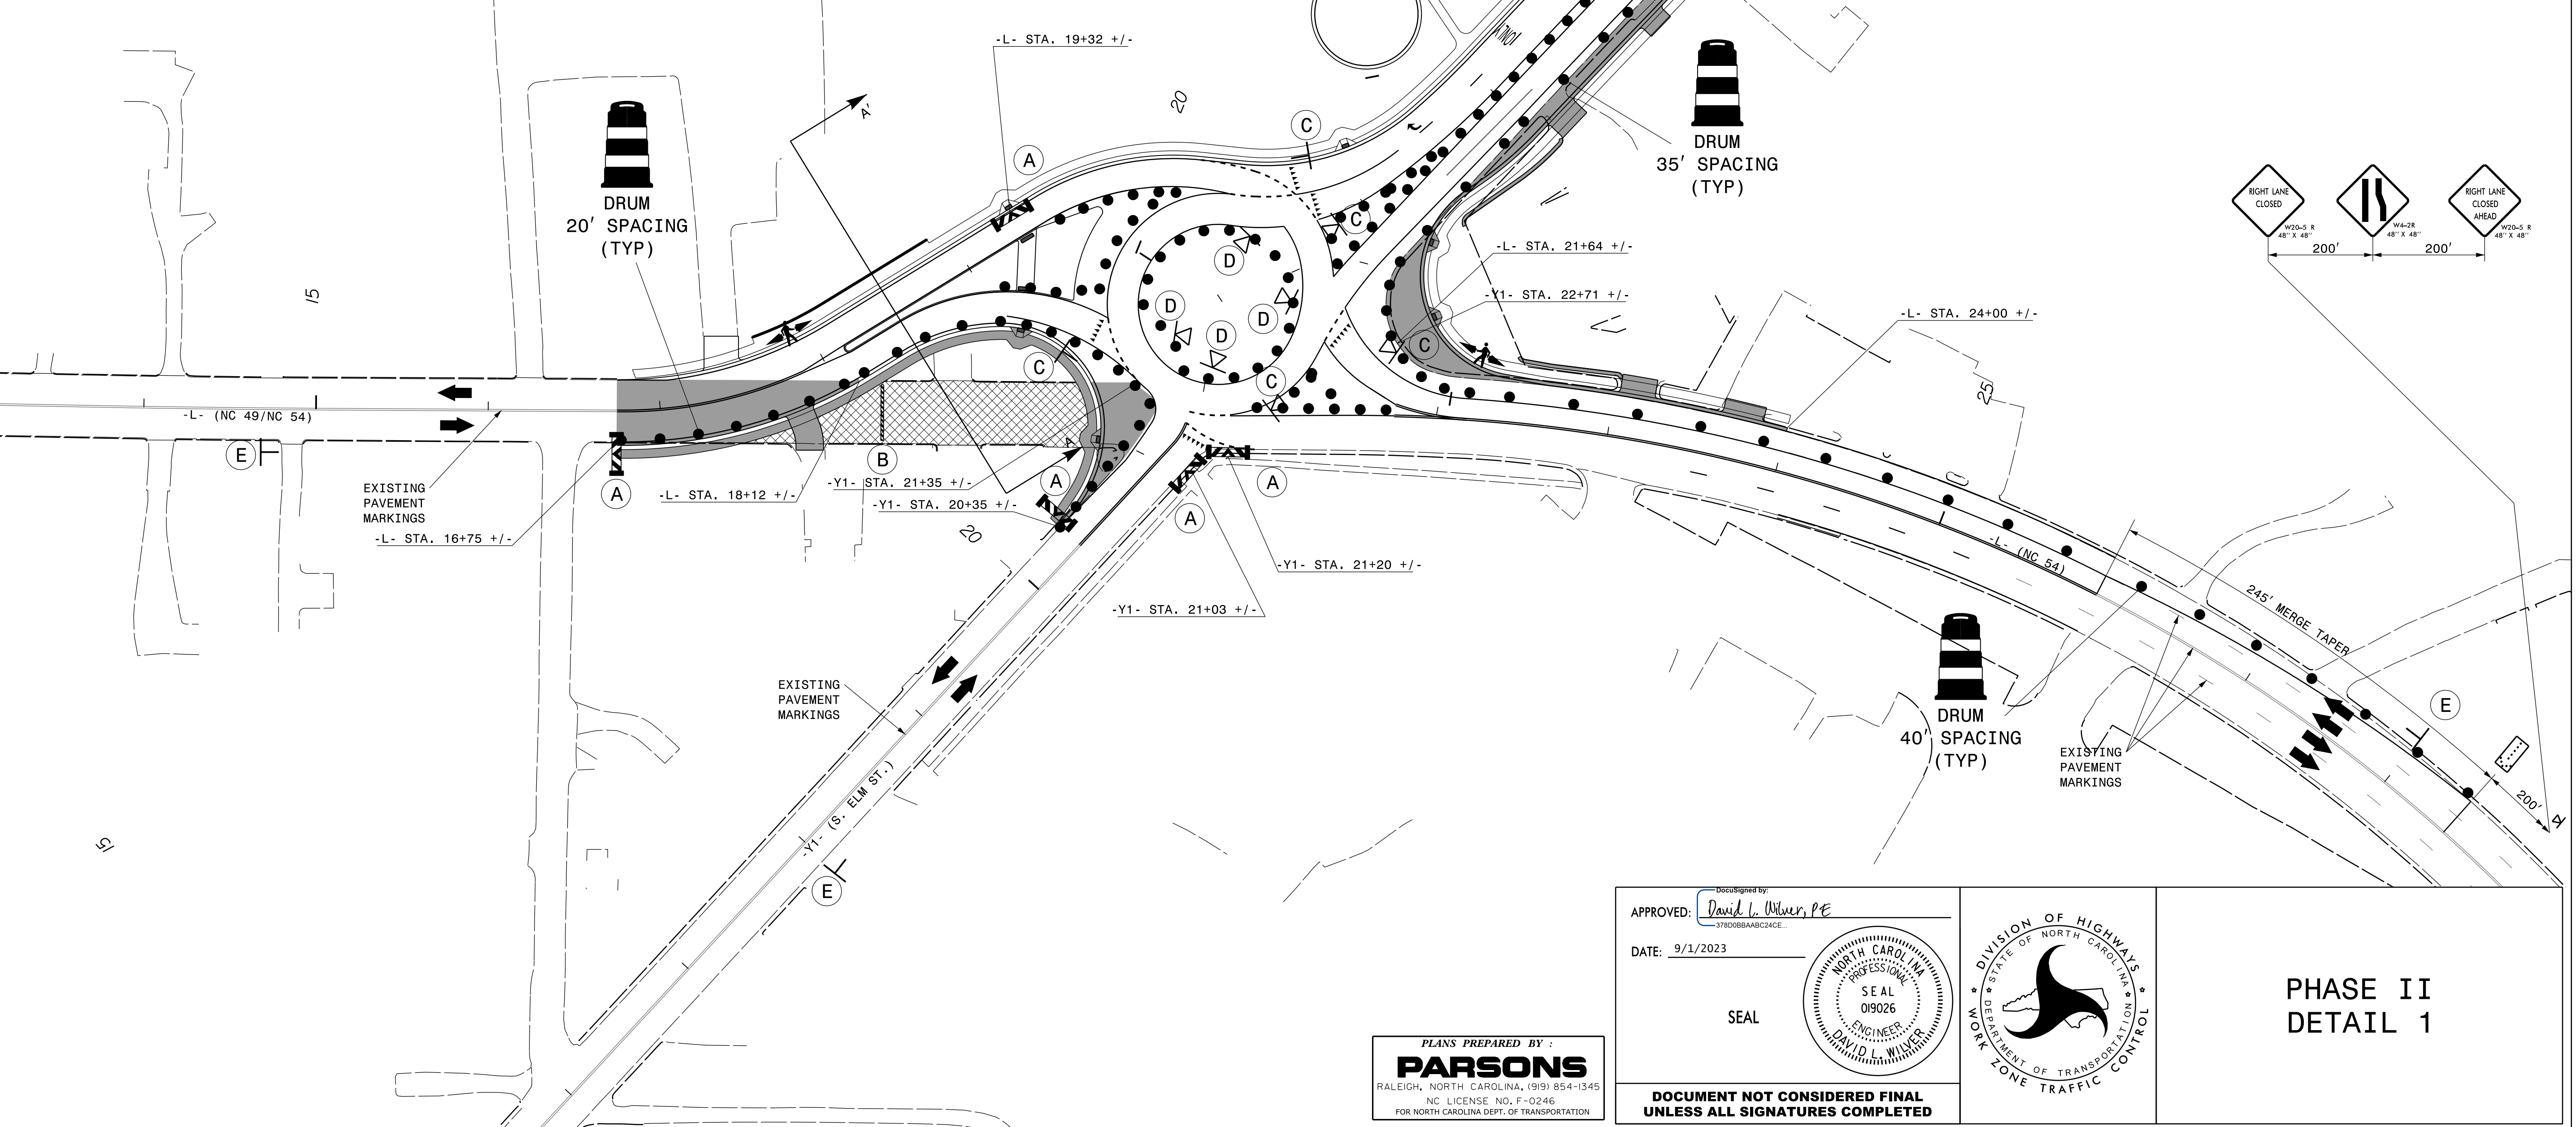 -L- STA. 19+32 +/-
A'
20
C
A
ONLY
DRUM
20' SPACING
(TYP)
DRUM
35' SPACING
(TYP)
RIGHT LANE
CLOSED
W20-5 R
48" X 48"
W4-2R
48" X 48"
RIGHT LANE
CLOSED
AHEAD
W20-5 R
48" X 48"
200'
200'
C
-L- STA. 21+64 +/-
D
D
D
D
-Y1- STA. 22+71 +/-
-L- STA. 24+00 +/-
15
C
C
C
25
-L- (NC 49/NC 54)
E
B
A
A
A
A
A
EXISTING
PAVEMENT
MARKINGS
-L- STA. 18+12 +/-
-Y1- STA. 21+35 +/-
-Y1- STA. 20+35 +/-
20
-L- STA. 16+75 +/-
-Y1- STA. 21+20 +/-
-Y1- STA. 21+03 +/-
-L- (NC 54)
245' MERGE TAPER
E
200'
A
EXISTING
PAVEMENT
MARKINGS
DRUM
40' SPACING
(TYP)
EXISTING
PAVEMENT
MARKINGS
-Y1- (S. ELM ST.)
15
E
PLANS PREPARED BY :
PARSONS
RALEIGH, NORTH CAROLINA, (919) 854-1345
NC LICENSE NO. F-0246
FOR NORTH CAROLINA DEPT. OF TRANSPORTATION
DocuSigned by:
APPROVED: David L. Wilver, PE
378D0BBAABC24CE...
DATE: 9/1/2023
SEAL
NORTH CAROLINA
PROFESSIONAL
SEAL
019026
ENGINEER
DAVID L. WILVER
DOCUMENT NOT CONSIDERED FINAL
UNLESS ALL SIGNATURES COMPLETED
DIVISION OF HIGHWAYS
STATE OF NORTH CAROLINA
DEPARTMENT OF TRANSPORTATION
WORK ZONE TRAFFIC CONTROL
PHASE II
DETAIL 1